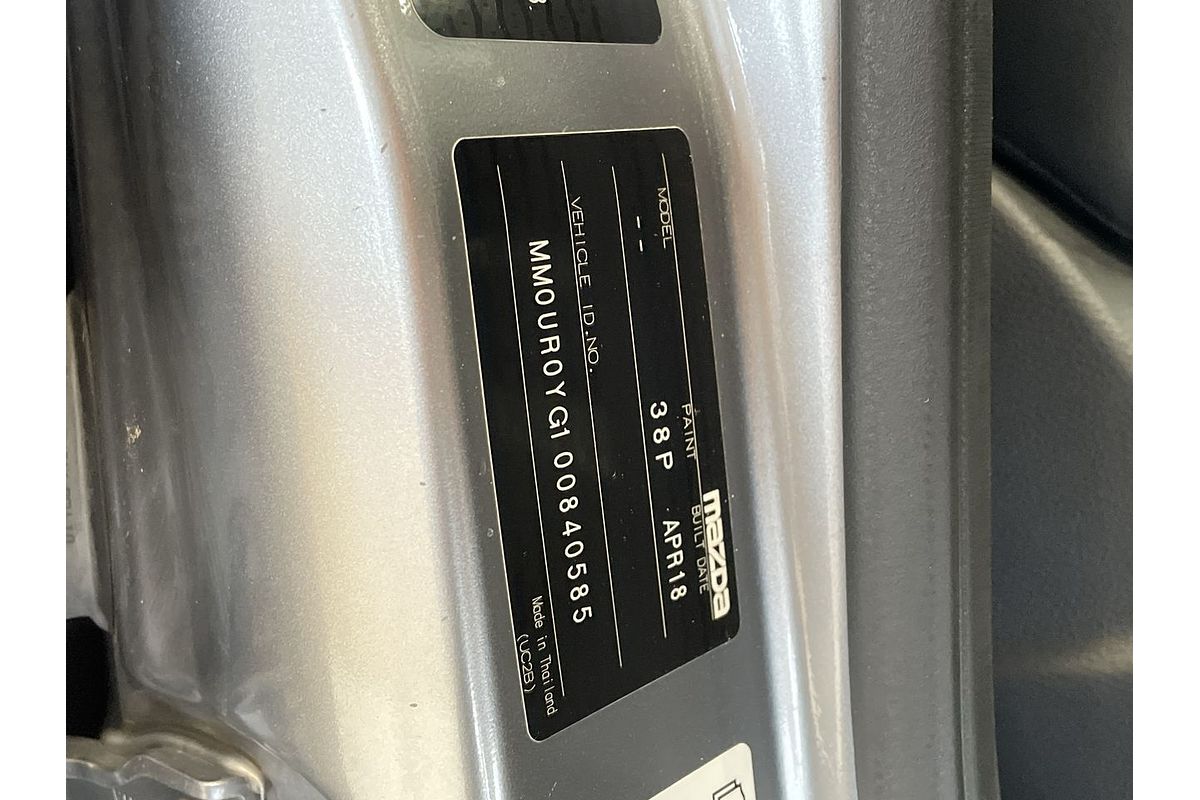 mazda
MODEL PAINT BUILT DATE
-- 38P APR18
VEHICLE ID.NO.
MM0UR0YG100840585
Made in Thailand
(UC2B)